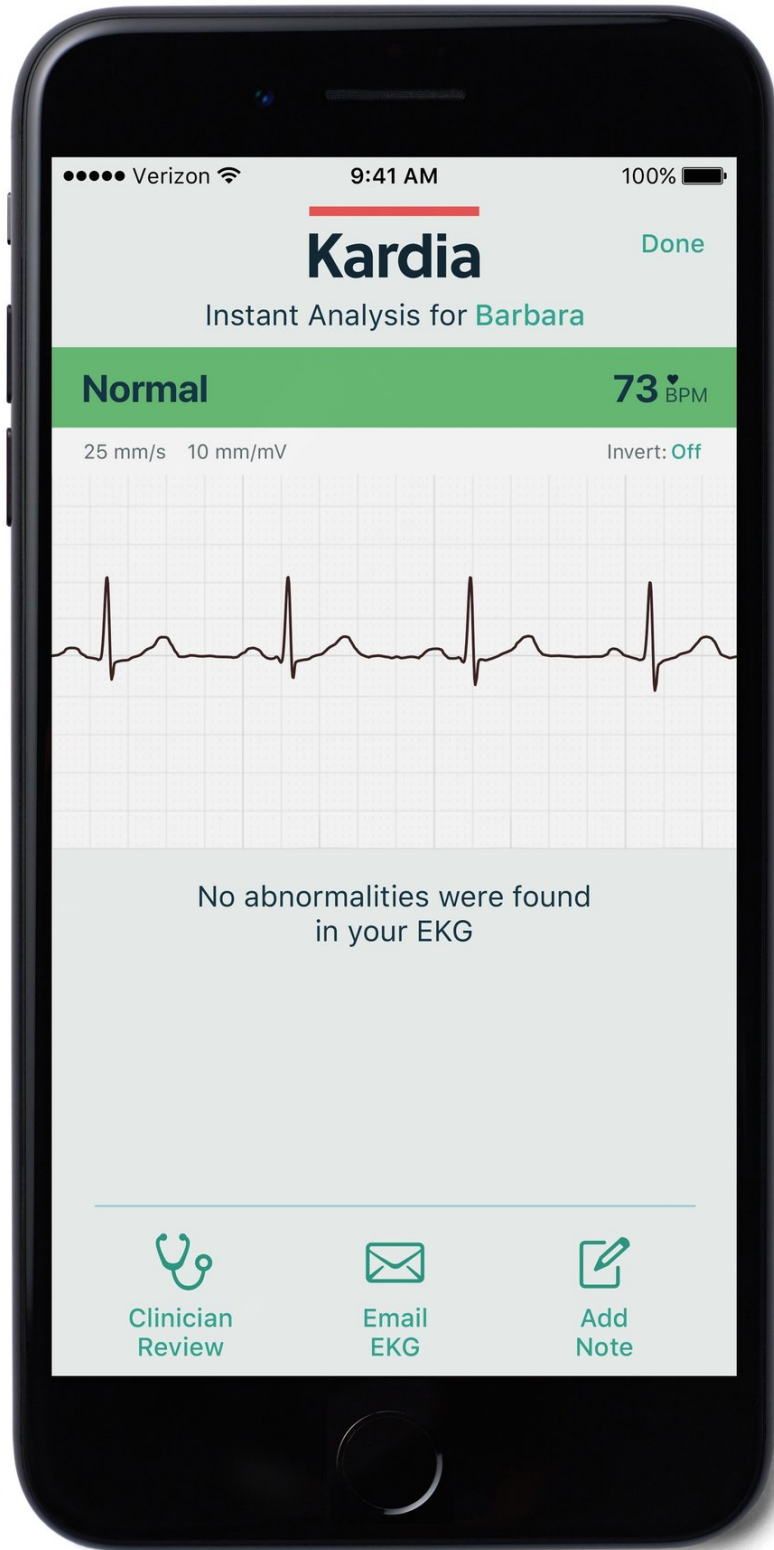 Verizon 9:41 AM 100%
Kardia
Done
Instant Analysis for Barbara
Normal 73 BPM
25 mm/s 10 mm/mV Invert: Off
No abnormalities were found
in your EKG
Clinician
Review
Email
EKG
Add
Note